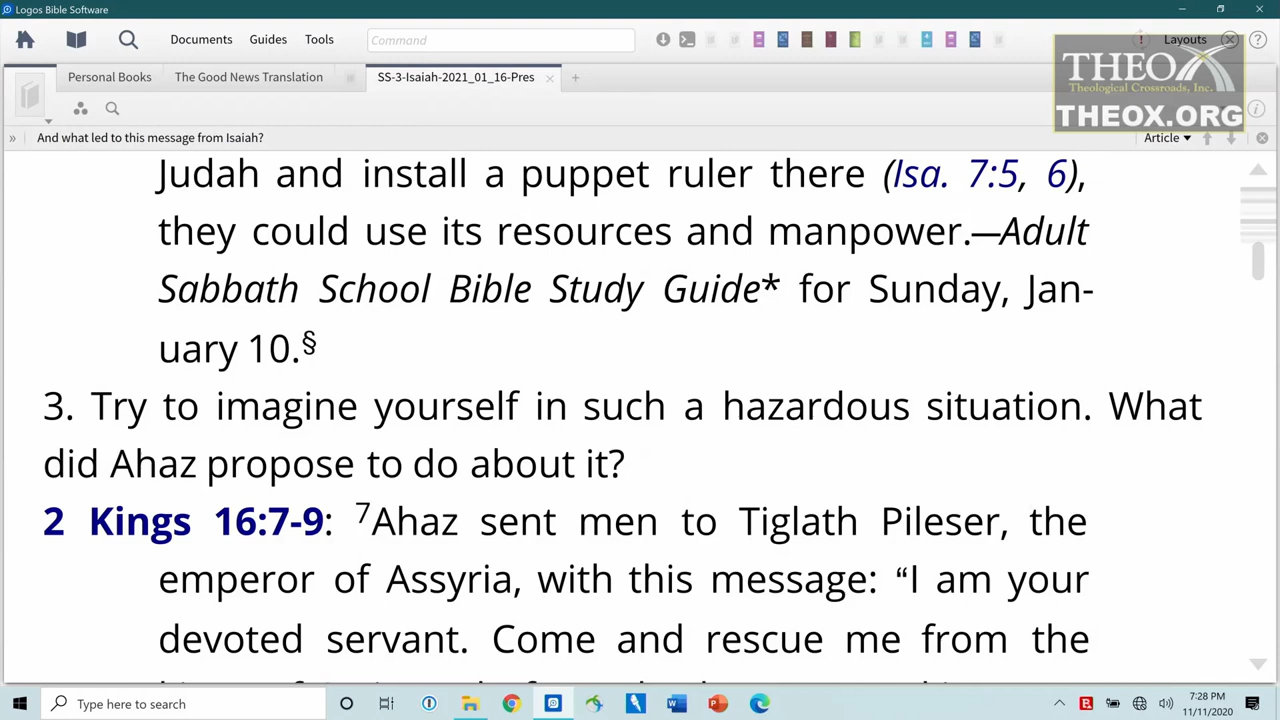 Logos Bible Software
Documents Guides Tools Command Layouts
THEOX
Theological Crossroads, Inc.
THEOX.ORG
Personal Books The Good News Translation SS-3-Isaiah-2021_01_16-Pres
And what led to this message from Isaiah? Article
Judah and install a puppet ruler there (Isa. 7:5, 6),
they could use its resources and manpower.—Adult
Sabbath School Bible Study Guide* for Sunday, Jan-
uary 10.§
3. Try to imagine yourself in such a hazardous situation. What
did Ahaz propose to do about it?
2 Kings 16:7-9: 7Ahaz sent men to Tiglath Pileser, the
emperor of Assyria, with this message: “I am your
devoted servant. Come and rescue me from the
Type here to search
7:28 PM
11/11/2020